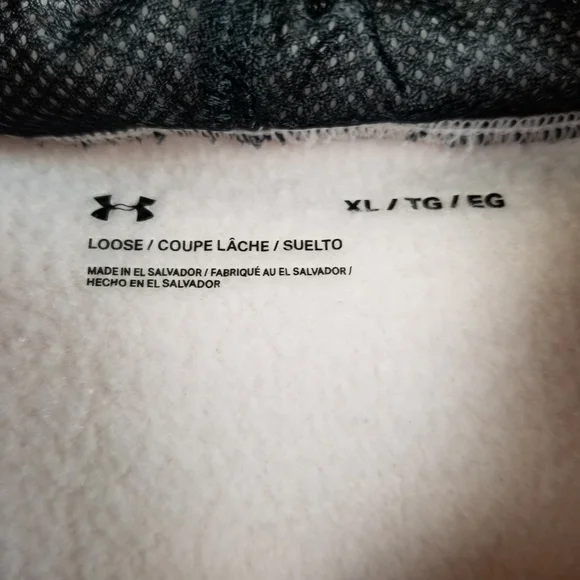 XL / TG / EG
LOOSE / COUPE LÂCHE / SUELTO
MADE IN EL SALVADOR / FABRIQUÉ AU EL SALVADOR /
HECHO EN EL SALVADOR